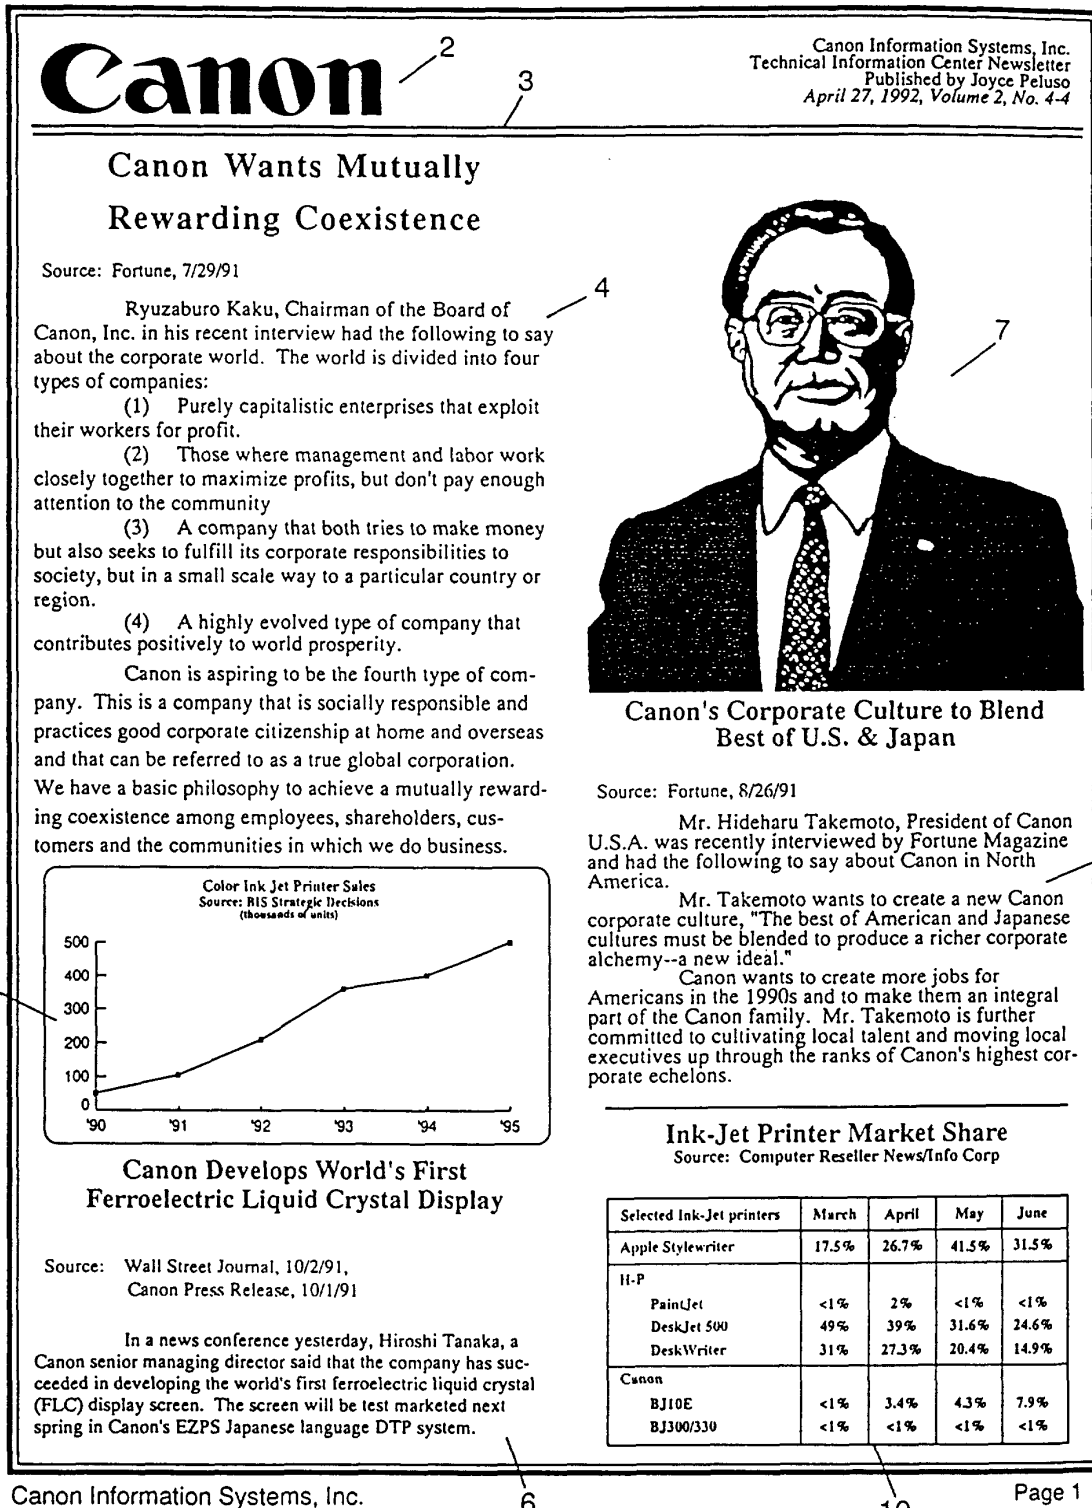 Canon
2
3
Canon Information Systems, Inc.
Technical Information Center Newsletter
Published by Joyce Peluso
April 27, 1992, Volume 2, No. 4-4
Canon Wants Mutually
Rewarding Coexistence
Source: Fortune, 7/29/91
4
Ryuzaburo Kaku, Chairman of the Board of
Canon, Inc. in his recent interview had the following to say
about the corporate world. The world is divided into four
types of companies:
(1) Purely capitalistic enterprises that exploit
their workers for profit.
(2) Those where management and labor work
closely together to maximize profits, but don't pay enough
attention to the community
(3) A company that both tries to make money
but also seeks to fulfill its corporate responsibilities to
society, but in a small scale way to a particular country or
region.
(4) A highly evolved type of company that
contributes positively to world prosperity.
Canon is aspiring to be the fourth type of com-
pany. This is a company that is socially responsible and
practices good corporate citizenship at home and overseas
and that can be referred to as a true global corporation.
We have a basic philosophy to achieve a mutually reward-
ing coexistence among employees, shareholders, cus-
tomers and the communities in which we do business.
Color Ink Jet Printer Sales
Source: BIS Strategic Decisions
(thousands of units)
500
400
300
200
100
0
'90 '91 '92 '93 '94 '95
Canon Develops World's First
Ferroelectric Liquid Crystal Display
Source: Wall Street Journal, 10/2/91,
Canon Press Release, 10/1/91
In a news conference yesterday, Hiroshi Tanaka, a
Canon senior managing director said that the company has suc-
ceeded in developing the world's first ferroelectric liquid crystal
(FLC) display screen. The screen will be test marketed next
spring in Canon's EZPS Japanese language DTP system.
7
Canon's Corporate Culture to Blend
Best of U.S. & Japan
Source: Fortune, 8/26/91
Mr. Hideharu Takemoto, President of Canon
U.S.A. was recently interviewed by Fortune Magazine
and had the following to say about Canon in North
America.
Mr. Takemoto wants to create a new Canon
corporate culture, "The best of American and Japanese
cultures must be blended to produce a richer corporate
alchemy--a new ideal."
Canon wants to create more jobs for
Americans in the 1990s and to make them an integral
part of the Canon family. Mr. Takemoto is further
committed to cultivating local talent and moving local
executives up through the ranks of Canon's highest cor-
porate echelons.
Ink-Jet Printer Market Share
Source: Computer Reseller News/Info Corp
Selected Ink-Jet printers March April May June
Apple Stylewriter 17.5% 26.7% 41.5% 31.5%
H-P
PaintJet <1% 2% <1% <1%
DeskJet 500 49% 39% 31.6% 24.6%
DeskWriter 31% 27.3% 20.4% 14.9%
Canon
BJ10E <1% 3.4% 4.3% 7.9%
BJ300/330 <1% <1% <1% <1%
Canon Information Systems, Inc.
6
10
Page 1